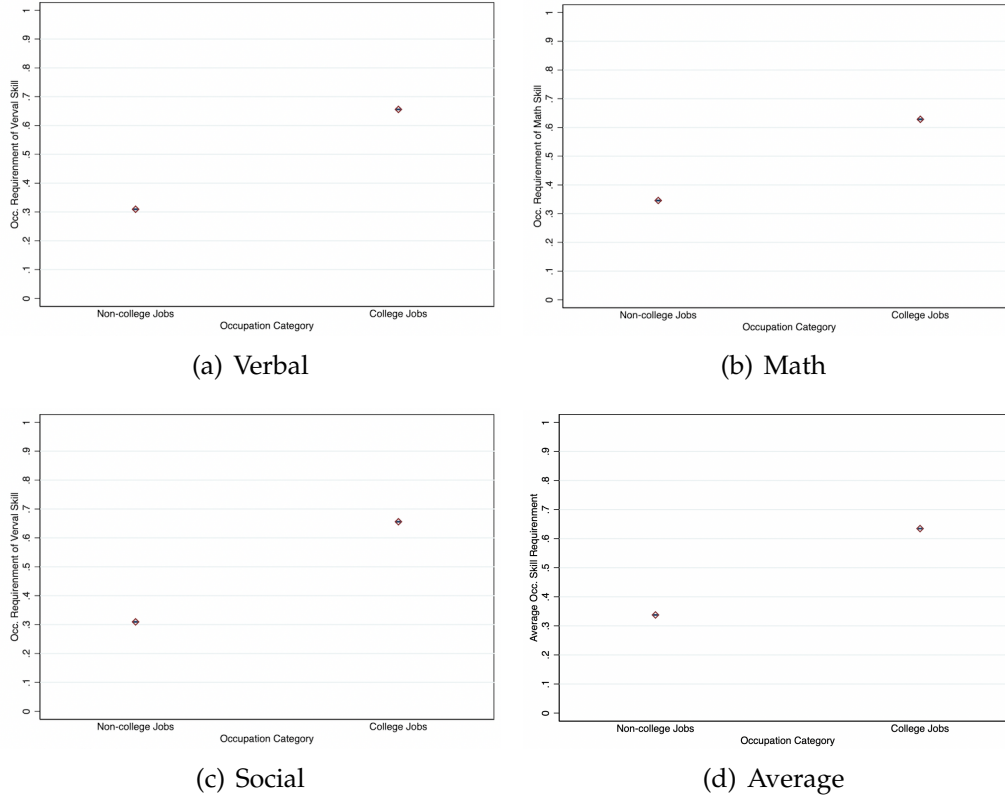 Occ. Requirenment of Verval Skill
0 .1 .2 .3 .4 .5 .6 .7 .8 .9 1
Non-college Jobs College Jobs
Occupation Category
(a) Verbal
Occ. Requirenment of Math Skill
0 .1 .2 .3 .4 .5 .6 .7 .8 .9 1
Non-college Jobs College Jobs
Occupation Category
(b) Math
Occ. Requirenment of Verval Skill
0 .1 .2 .3 .4 .5 .6 .7 .8 .9 1
Non-college Jobs College Jobs
Occupation Category
(c) Social
Average Occ. Skill Requirenment
0 .1 .2 .3 .4 .5 .6 .7 .8 .9 1
Non-college Jobs College Jobs
Occupation Category
(d) Average